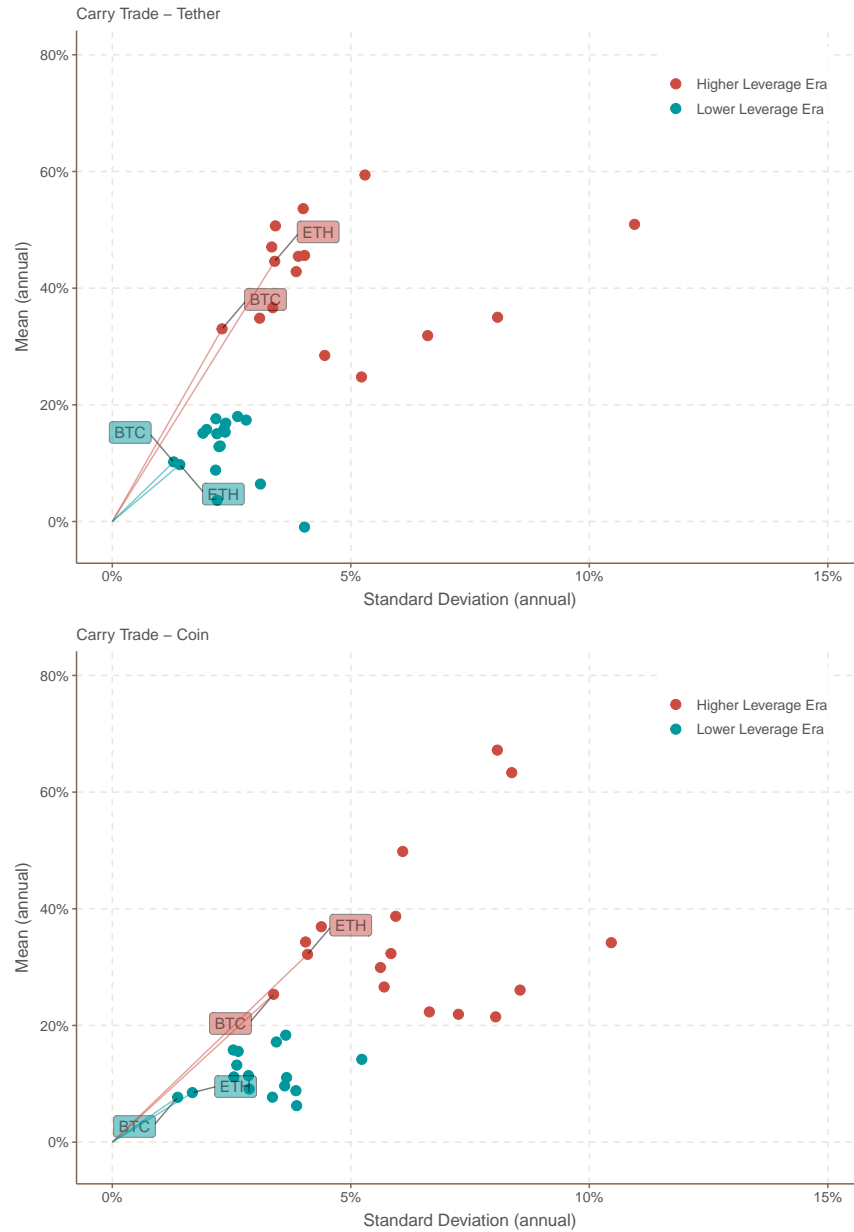 Carry Trade – Tether
80%
Higher Leverage Era
Lower Leverage Era
60%
ETH
40%
BTC
Mean (annual)
20%
BTC
ETH
0%
0%
5%
10%
15%
Standard Deviation (annual)
Carry Trade – Coin
80%
Higher Leverage Era
Lower Leverage Era
60%
40%
ETH
Mean (annual)
20%
BTC
ETH
BTC
0%
0%
5%
10%
15%
Standard Deviation (annual)